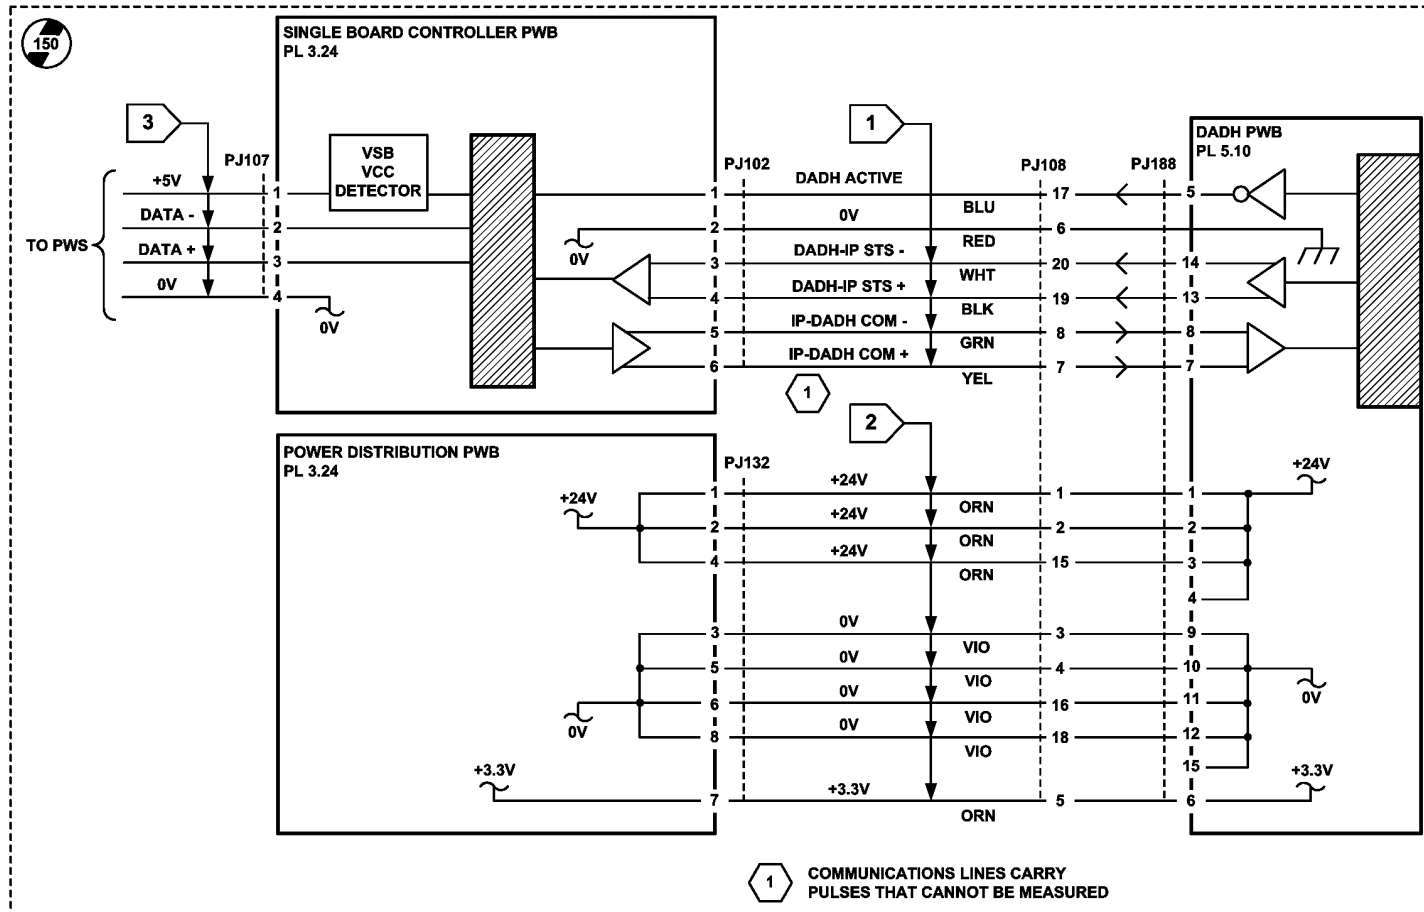 150
SINGLE BOARD CONTROLLER PWB
PL 3.24
3
1
DADH PWB
PL 5.10
VSB
VCC
DETECTOR
PJ107
PJ102
PJ108
PJ188
+5V
1
1
DADH ACTIVE
BLU
17
5
DATA -
2
2
0V
RED
6
TO PWS
DATA +
3
0V
3
DADH-IP STS -
WHT
20
14
0V
4
0V
4
DADH-IP STS +
BLK
19
13
5
IP-DADH COM -
GRN
8
8
6
IP-DADH COM +
YEL
7
7
1
2
POWER DISTRIBUTION PWB
PL 3.24
PJ132
+24V
1
+24V
ORN
1
1
+24V
2
+24V
ORN
2
2
4
+24V
ORN
15
3
4
3
0V
VIO
3
9
5
0V
VIO
4
10
0V
6
0V
VIO
16
11
0V
8
0V
VIO
18
12
15
+3.3V
7
+3.3V
ORN
5
6
+3.3V
1
COMMUNICATIONS LINES CARRY
PULSES THAT CANNOT BE MEASURED